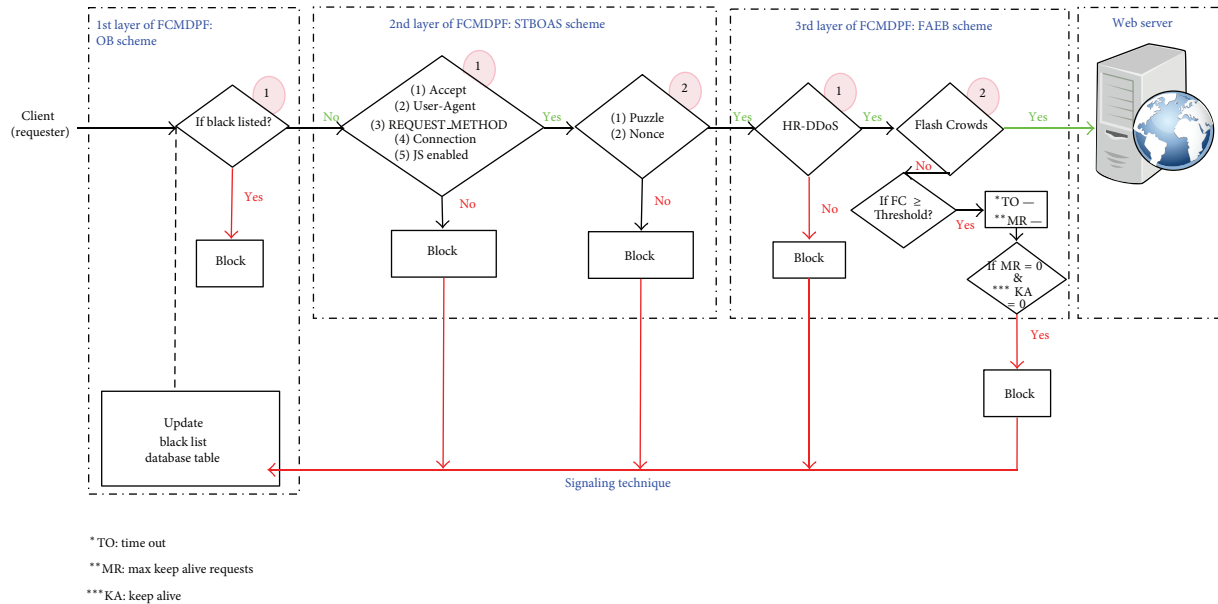 1st layer of FCMDPF:
OB scheme
2nd layer of FCMDPF: STBOAS scheme
3rd layer of FCMDPF: FAEB scheme
Web server
Client
(requester)
1
If black listed?
No
Yes
Block
1
(1) Accept
(2) User-Agent
(3) REQUEST_METHOD
(4) Connection
(5) JS enabled
Yes
No
Block
2
(1) Puzzle
(2) Nonce
Yes
No
Block
1
HR-DDoS
Yes
No
Block
2
Flash Crowds
Yes
No
If FC ≥
Threshold?
Yes
*TO —
**MR —
If MR = 0
&
*** KA
= 0
Yes
Block
Update
black list
database table
Signaling technique
*TO: time out
**MR: max keep alive requests
***KA: keep alive